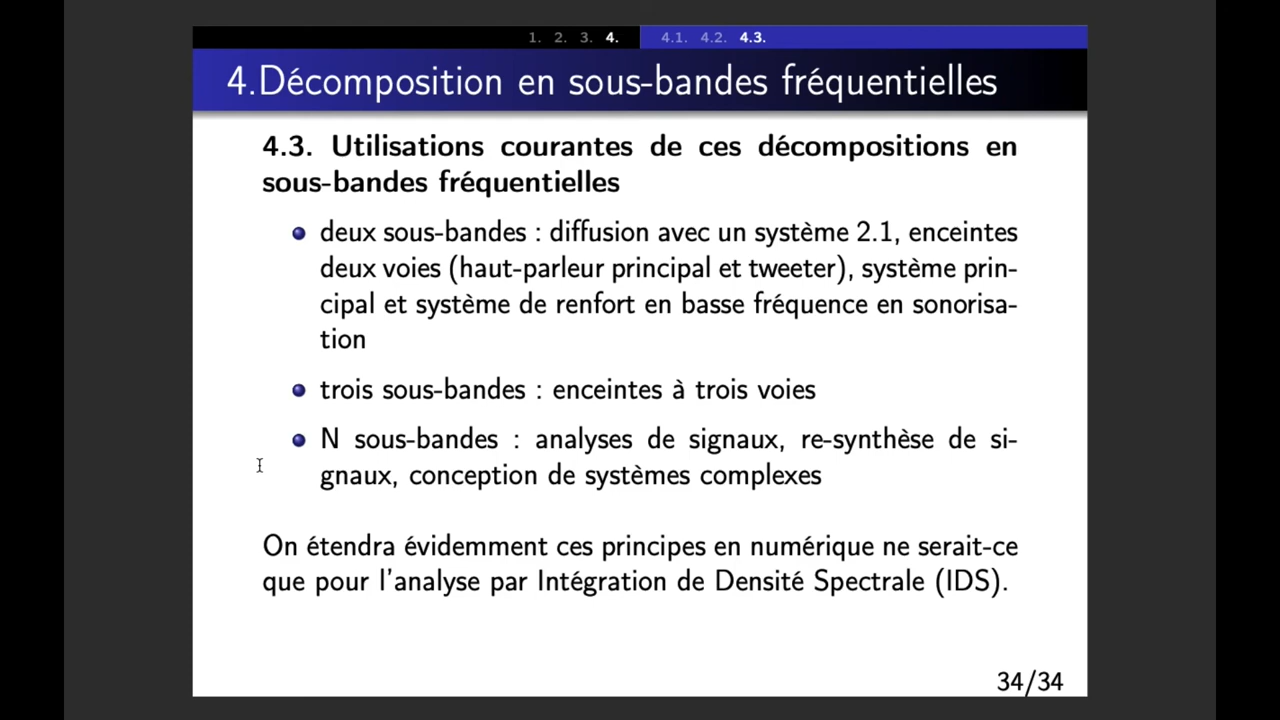 1. 2. 3. 4. 4.1. 4.2. 4.3.
4.Décomposition en sous-bandes fréquentielles
4.3. Utilisations courantes de ces décompositions en
sous-bandes fréquentielles
deux sous-bandes : diffusion avec un système 2.1, enceintes
deux voies (haut-parleur principal et tweeter), système prin-
cipal et système de renfort en basse fréquence en sonorisa-
tion
trois sous-bandes : enceintes à trois voies
N sous-bandes : analyses de signaux, re-synthèse de si-
gnaux, conception de systèmes complexes
On étendra évidemment ces principes en numérique ne serait-ce
que pour l'analyse par Intégration de Densité Spectrale (IDS).
34/34